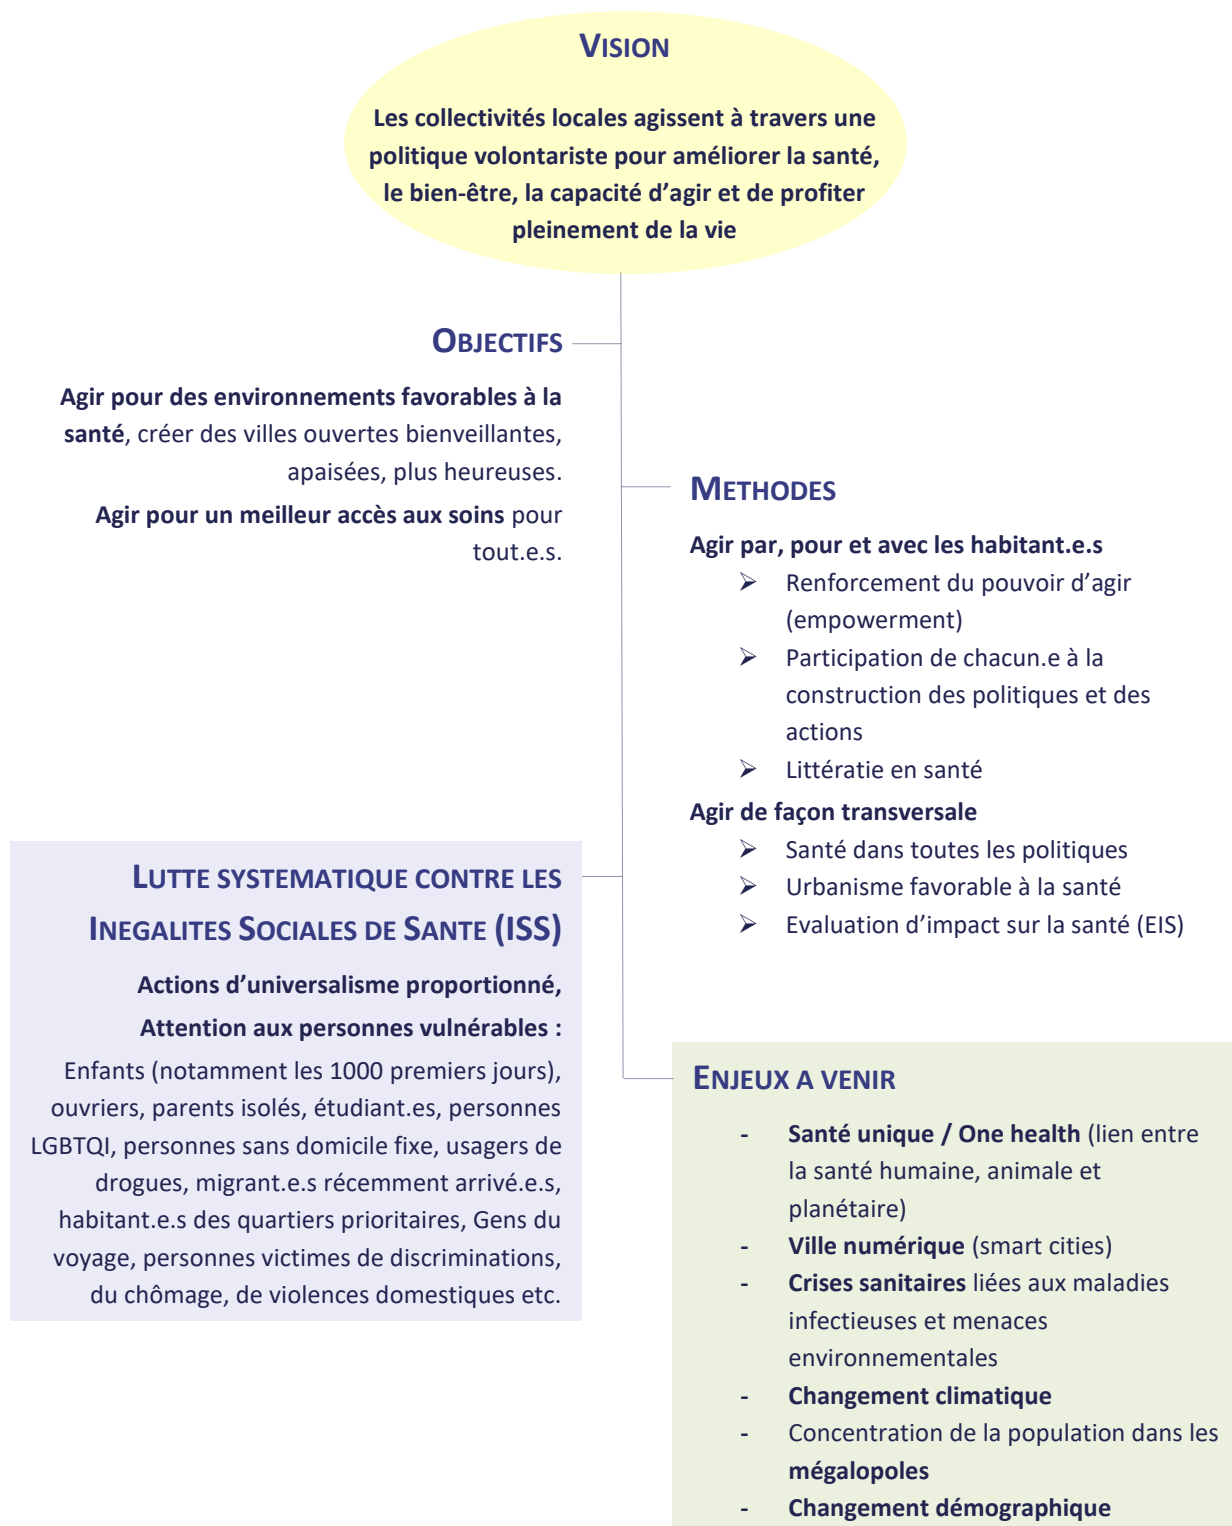 VISION
Les collectivités locales agissent à travers une
politique volontariste pour améliorer la santé,
le bien-être, la capacité d’agir et de profiter
pleinement de la vie
OBJECTIFS
Agir pour des environnements favorables à la
santé, créer des villes ouvertes bienveillantes,
apaisées, plus heureuses.
Agir pour un meilleur accès aux soins pour
tout.e.s.
METHODES
Agir par, pour et avec les habitant.e.s
➢ Renforcement du pouvoir d’agir
(empowerment)
➢ Participation de chacun.e à la
construction des politiques et des
actions
➢ Littératie en santé
Agir de façon transversale
➢ Santé dans toutes les politiques
➢ Urbanisme favorable à la santé
➢ Evaluation d’impact sur la santé (EIS)
LUTTE SYSTEMATIQUE CONTRE LES
INEGALITES SOCIALES DE SANTE (ISS)
Actions d’universalisme proportionné,
Attention aux personnes vulnérables :
Enfants (notamment les 1000 premiers jours),
ouvriers, parents isolés, étudiant.es, personnes
LGBTQI, personnes sans domicile fixe, usagers de
drogues, migrant.e.s récemment arrivé.e.s,
habitant.e.s des quartiers prioritaires, Gens du
voyage, personnes victimes de discriminations,
du chômage, de violences domestiques etc.
ENJEUX A VENIR
- Santé unique / One health (lien entre
la santé humaine, animale et
planétaire)
- Ville numérique (smart cities)
- Crises sanitaires liées aux maladies
infectieuses et menaces
environnementales
- Changement climatique
- Concentration de la population dans les
mégalopoles
- Changement démographique